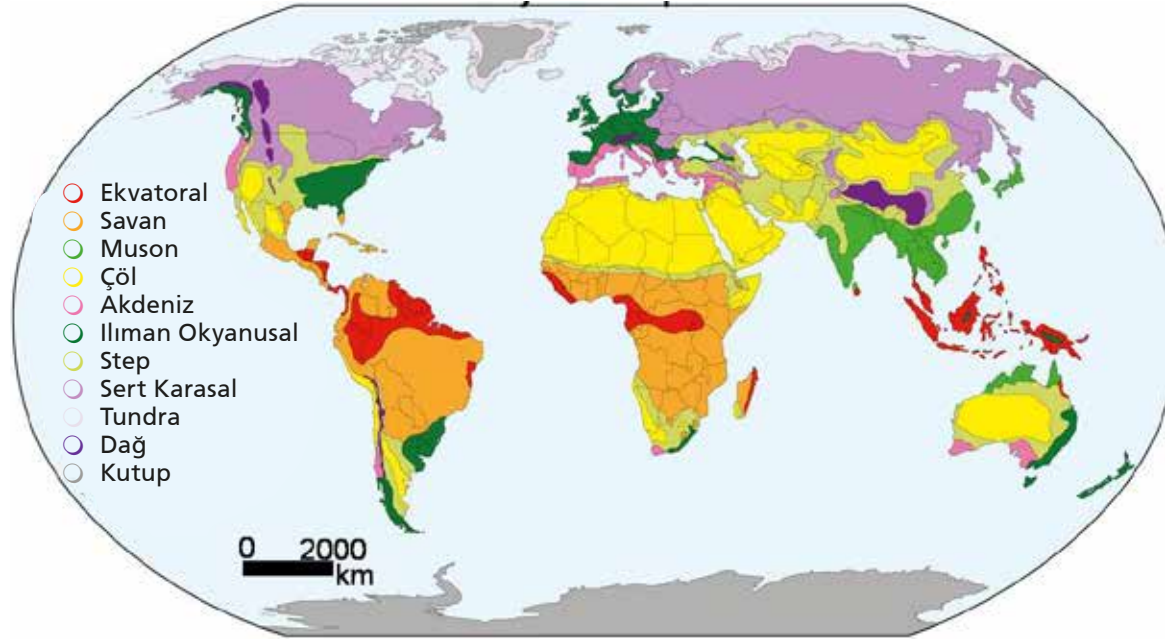 Ekvatoral
Savan
Muson
Çöl
Akdeniz
Ilıman Okyanusal
Step
Sert Karasal
Tundra
Dağ
Kutup
0 2000
km